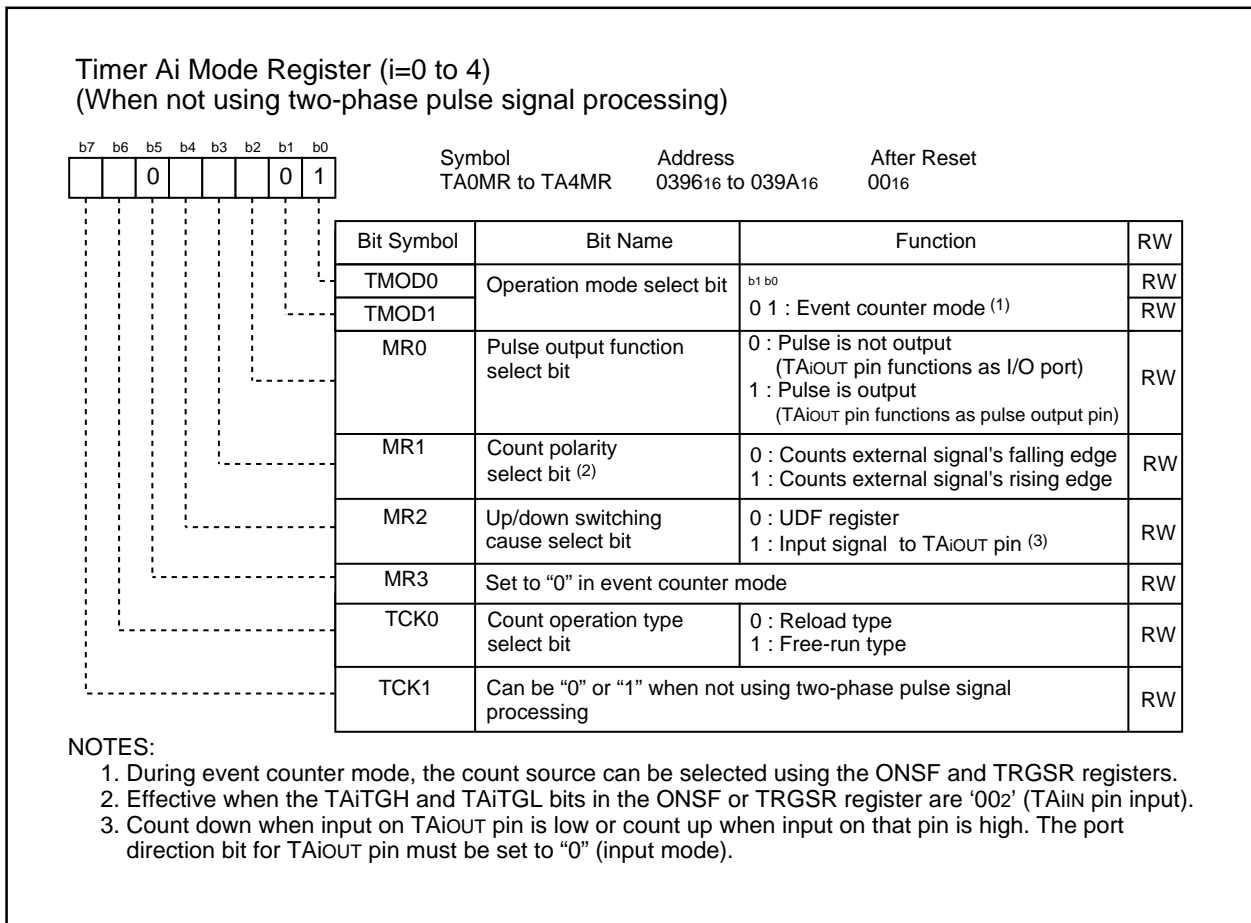 Timer Ai Mode Register (i=0 to 4)
(When not using two-phase pulse signal processing)
b7 b6 b5 b4 b3 b2 b1 b0
0 0 1
Symbol Address After Reset
TA0MR to TA4MR 039616 to 039A16 0016
Bit Symbol Bit Name Function RW
TMOD0 Operation mode select bit b1 b0 RW
TMOD1 0 1 : Event counter mode (1) RW
MR0 Pulse output function 0 : Pulse is not output
select bit (TAiOUT pin functions as I/O port) RW
1 : Pulse is output
(TAiOUT pin functions as pulse output pin)
MR1 Count polarity 0 : Counts external signal's falling edge RW
select bit (2) 1 : Counts external signal's rising edge
MR2 Up/down switching 0 : UDF register RW
cause select bit 1 : Input signal to TAiOUT pin (3)
MR3 Set to “0” in event counter mode RW
TCK0 Count operation type 0 : Reload type RW
select bit 1 : Free-run type
TCK1 Can be “0” or “1” when not using two-phase pulse signal RW
processing
NOTES:
1. During event counter mode, the count source can be selected using the ONSF and TRGSR registers.
2. Effective when the TAiTGH and TAiTGL bits in the ONSF or TRGSR register are ‘002’ (TAiIN pin input).
3. Count down when input on TAiOUT pin is low or count up when input on that pin is high. The port
direction bit for TAiOUT pin must be set to “0” (input mode).